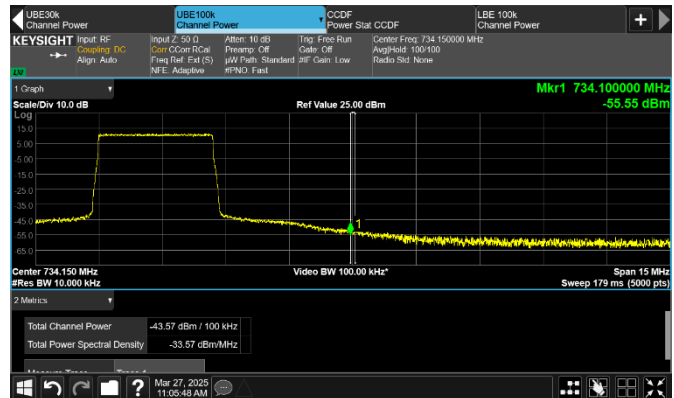 UBE30k
Channel Power
UBE100k
Channel Power
CCDF
Power Stat CCDF
LBE 100k
Channel Power
KEYSIGHT Input: RF
Coupling: DC
Align: Auto
Input Z: 50 Ω
Corr CCorr RCal
Freq Ref: Ext (S)
NFE: Adaptive
Atten: 10 dB
Preamp: Off
µW Path: Standard
#PNO: Fast
Trig: Free Run
Gate: Off
#IF Gain: Low
Center Freq: 734.150000 MHz
Avg|Hold: 100/100
Radio Std: None
1 Graph
Scale/Div 10.0 dB
Ref Value 25.00 dBm
Mkr1 734.100000 MHz
-55.55 dBm
Log
15.0
5.00
-5.00
-15.0
-25.0
-35.0
-45.0
-55.0
-65.0
1
Center 734.150 MHz
#Res BW 10.000 kHz
Video BW 100.00 kHz*
Span 15 MHz
Sweep 179 ms (5000 pts)
2 Metrics
Total Channel Power -43.57 dBm / 100 kHz
Total Power Spectral Density -33.57 dBm/MHz
Mar 27, 2025
11:05:48 AM